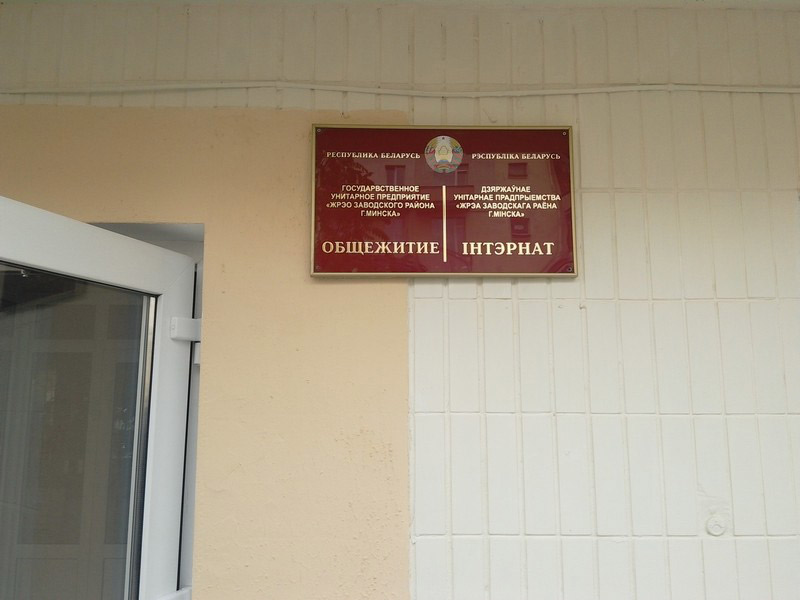 РЕСПУБЛИКА БЕЛАРУСЬ
ГОСУДАРВСТВЕННОЕ
УНИТАРНОЕ ПРЕДПРИЯТИЕ
«ЖРЭО ЗАВОДСКОГО РАЙОНА
Г.МИНСКА»
ОБЩЕЖИТИЕ
РЭСПУБЛІКА БЕЛАРУСЬ
ДЗЯРЖАЎНАЕ
УНІТАРНАЕ ПРАДПРЫЕМСТВА
«ЖРЭА ЗАВОДСКАГА РАЁНА
Г.МІНСКА»
ІНТЭРНАТ